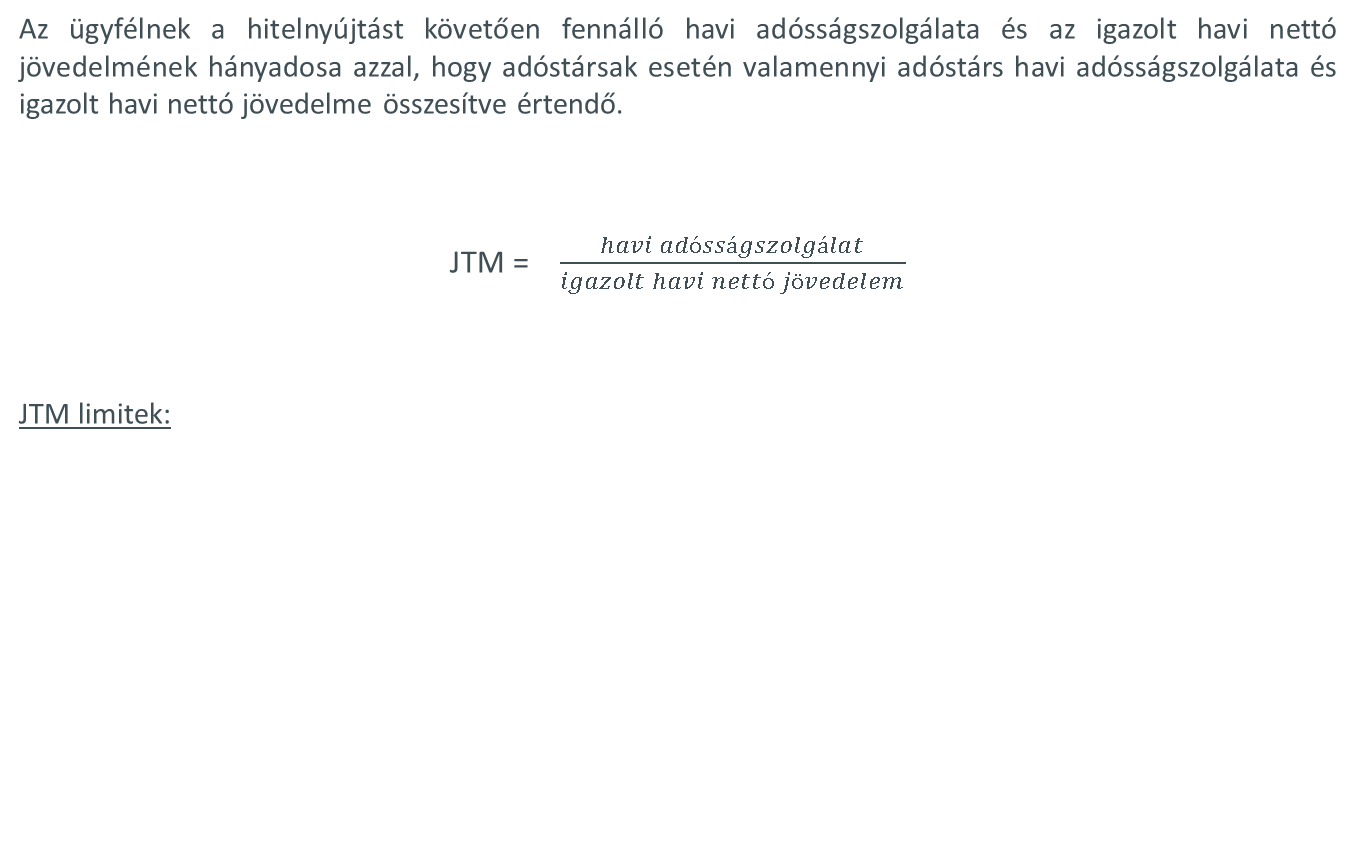 Az ügyfélnek a hitelnyújtást követően fennálló havi adósságszolgálata és az igazolt havi nettó
jövedelmének hányadosa azzal, hogy adóstársak esetén valamennyi adóstárs havi adósságszolgálata és
igazolt havi nettó jövedelme összesítve értendő.
JTM =
havi adósságszolgálat
igazolt havi nettó jövedelem
JTM limitek: